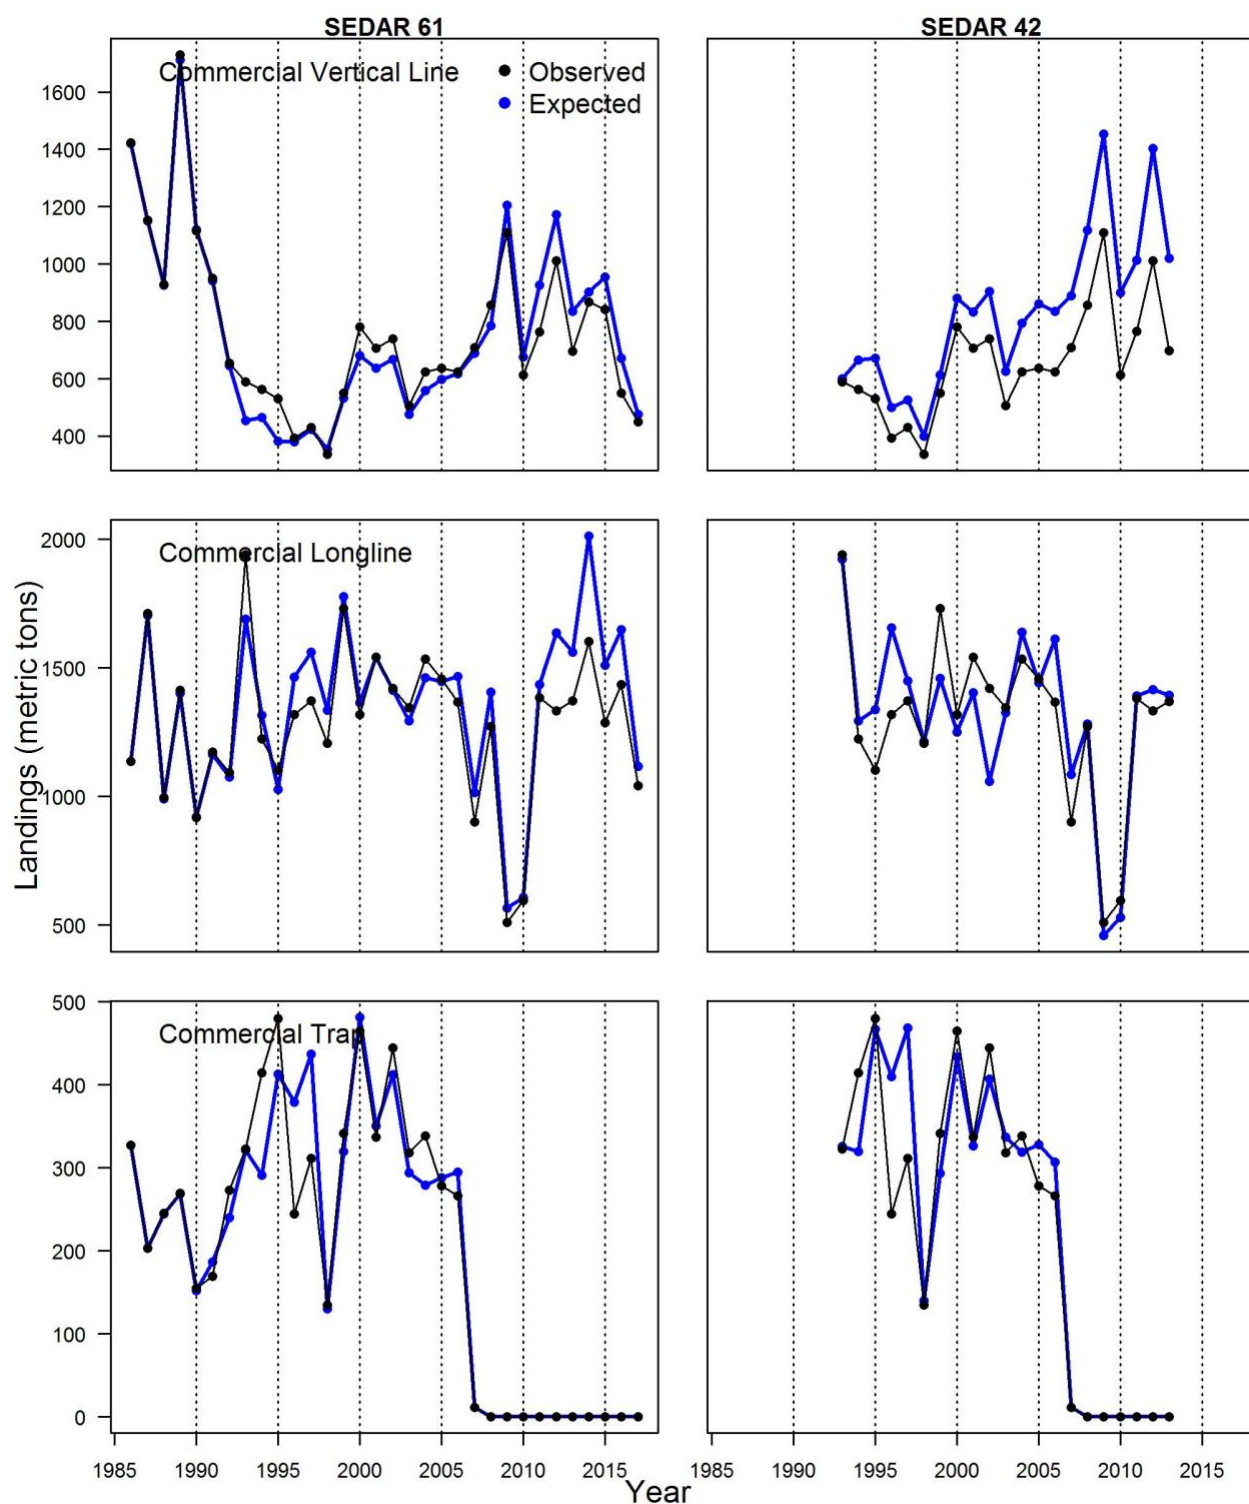 SEDAR 61
SEDAR 42
Commercial Vertical Line
Observed
Expected
1600
1400
1200
1000
800
600
400
Commercial Longline
2000
1500
1000
500
Landings (metric tons)
Commercial Trap
500
400
300
200
100
0
1985 1990 1995 2000 2005 2010 2015
1985 1990 1995 2000 2005 2010 2015
Year